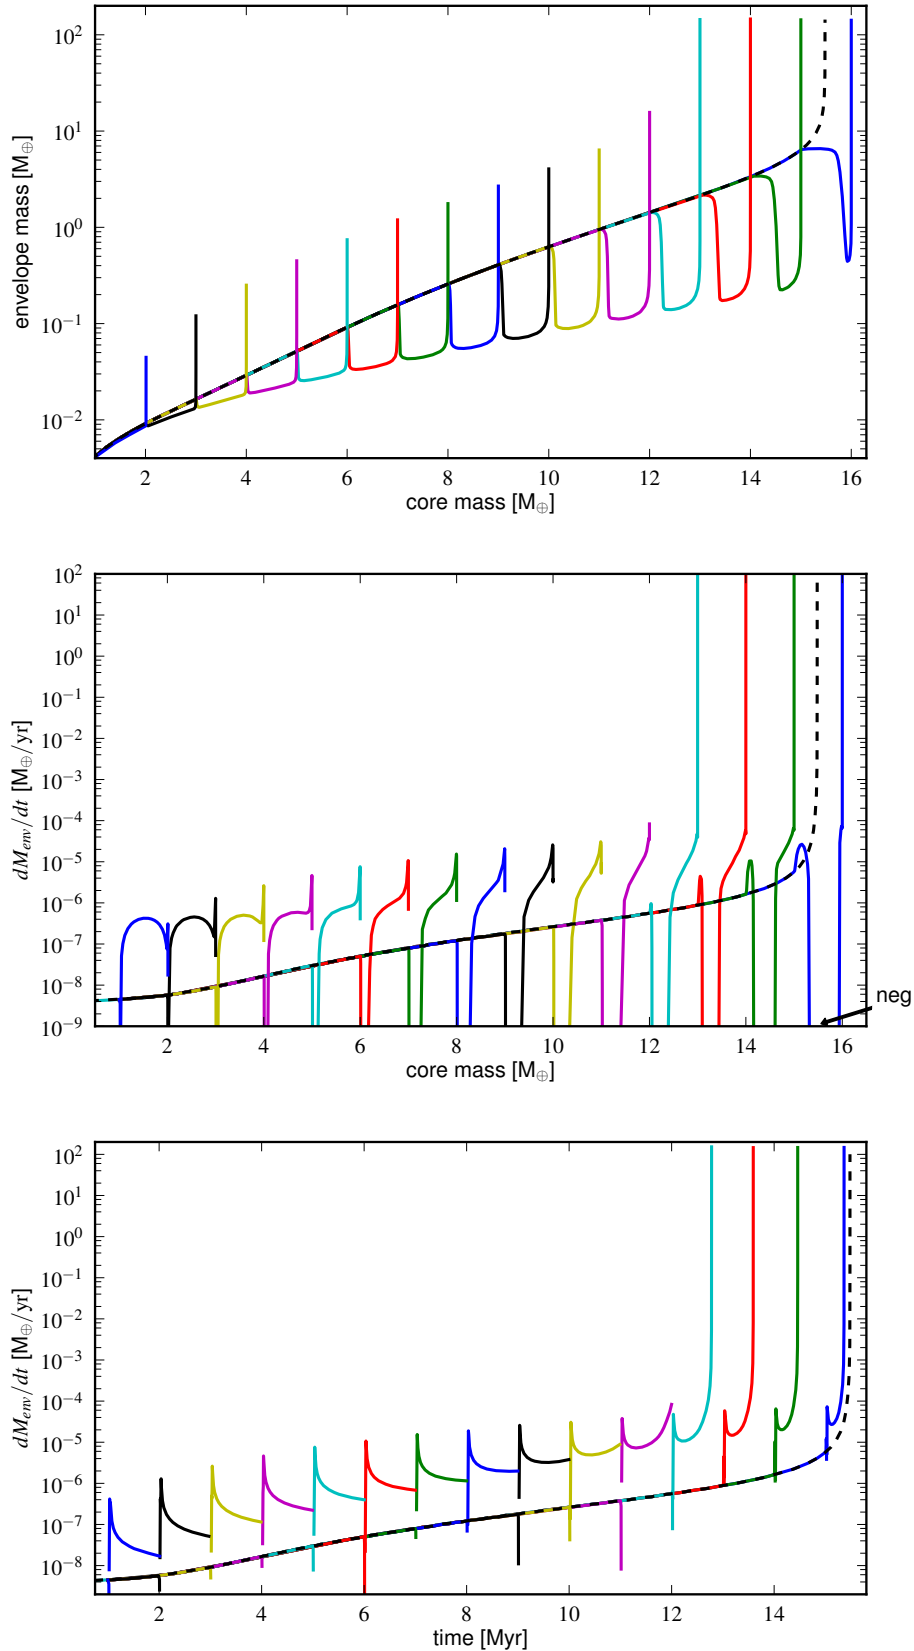 10²
10¹
10⁰
10⁻¹
10⁻²
envelope mass [M⊕]
2 4 6 8 10 12 14 16
core mass [M⊕]
10²
10¹
10⁰
10⁻¹
10⁻²
10⁻³
10⁻⁴
10⁻⁵
10⁻⁶
10⁻⁷
10⁻⁸
10⁻⁹
dM_env/dt [M⊕/yr]
neg
2 4 6 8 10 12 14 16
core mass [M⊕]
10²
10¹
10⁰
10⁻¹
10⁻²
10⁻³
10⁻⁴
10⁻⁵
10⁻⁶
10⁻⁷
10⁻⁸
dM_env/dt [M⊕/yr]
2 4 6 8 10 12 14
time [Myr]